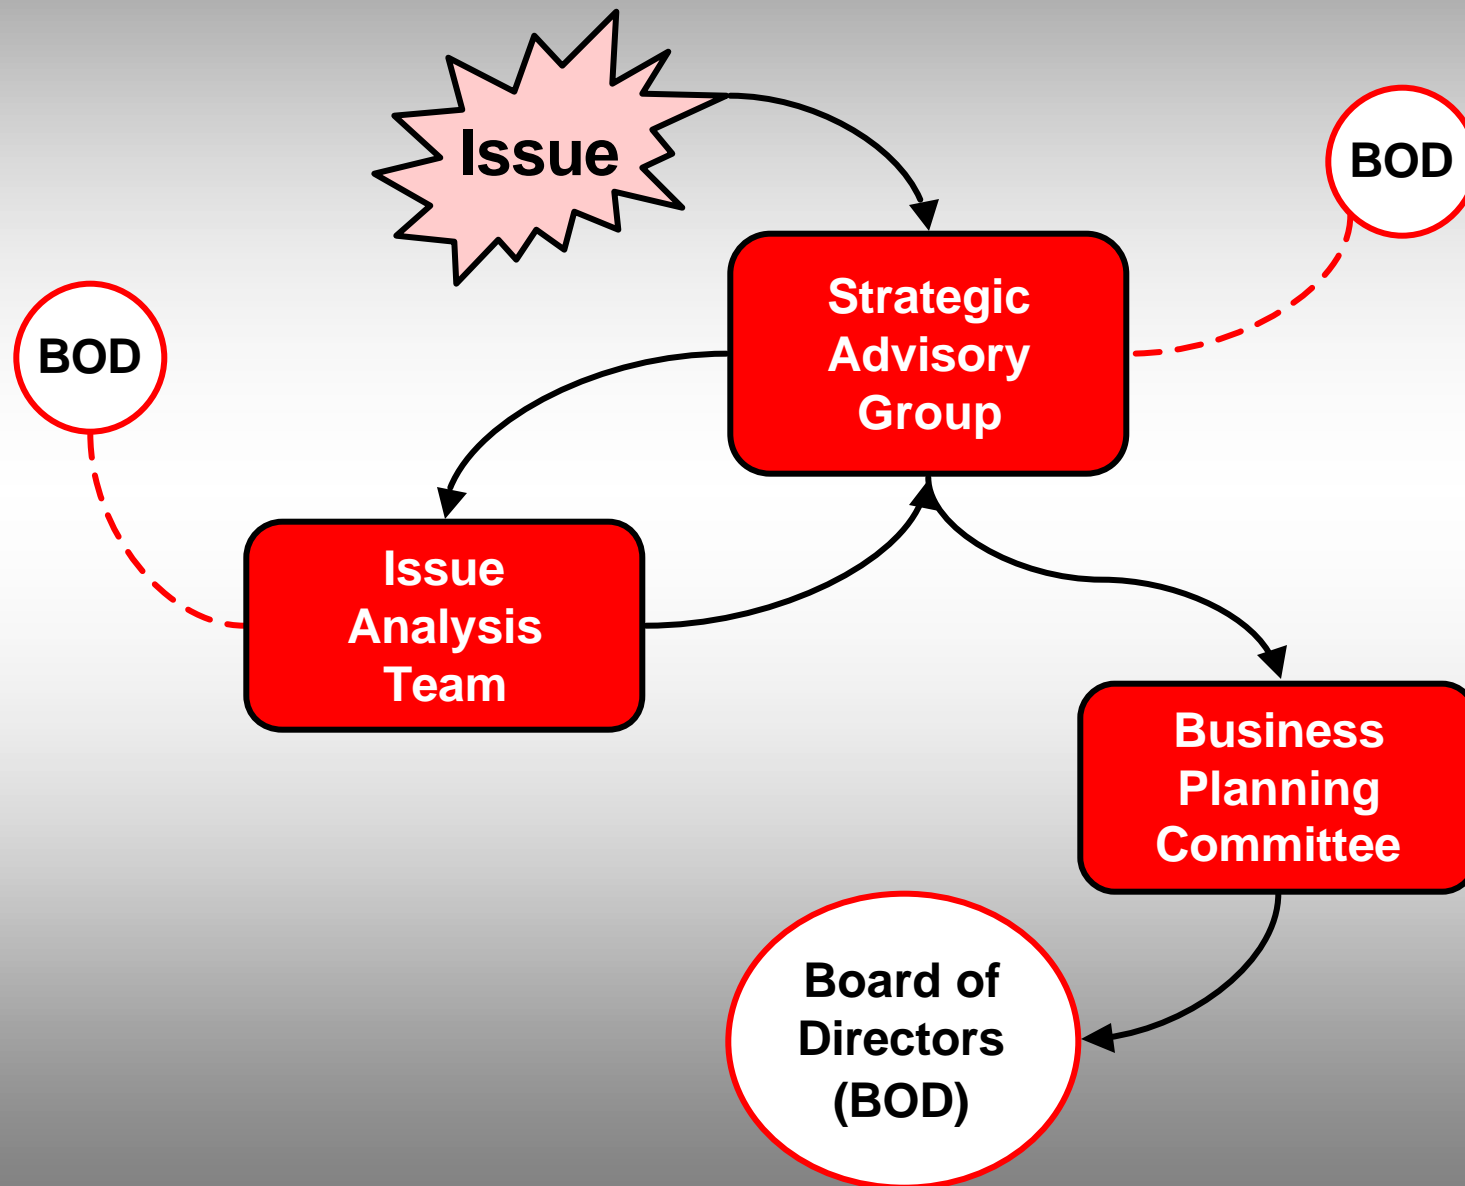 Issue
BOD
Strategic
Advisory
Group
BOD
Issue
Analysis
Team
Business
Planning
Committee
Board of
Directors
(BOD)